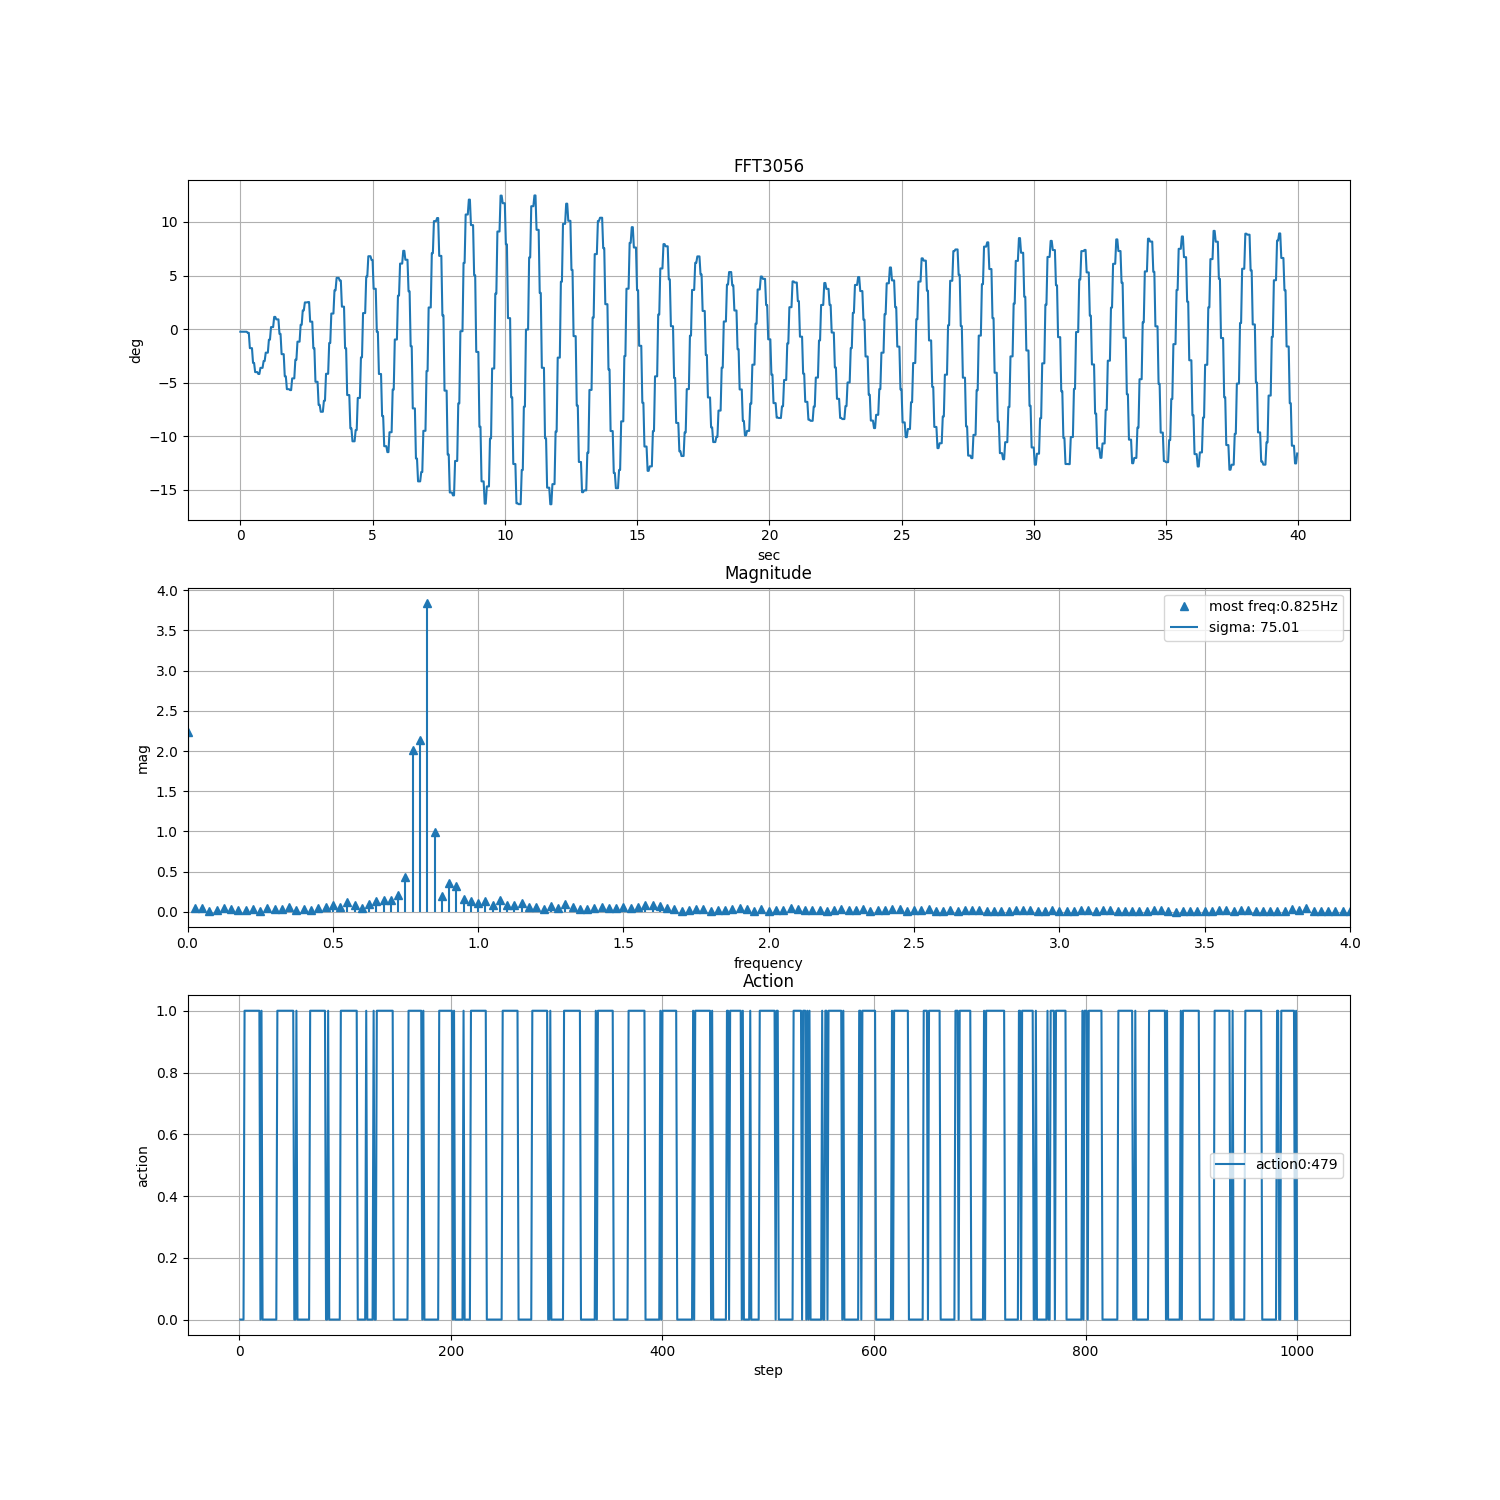 FFT3056
10
5
0
−5
−10
−15
deg
0 5 10 15 20 25 30 35 40
sec
Magnitude
4.0
3.5
3.0
2.5
2.0
1.5
1.0
0.5
0.0
mag
most freq:0.825Hz
sigma: 75.01
0.0 0.5 1.0 1.5 2.0 2.5 3.0 3.5 4.0
frequency
Action
1.0
0.8
0.6
0.4
0.2
0.0
action
action0:479
0 200 400 600 800 1000
step